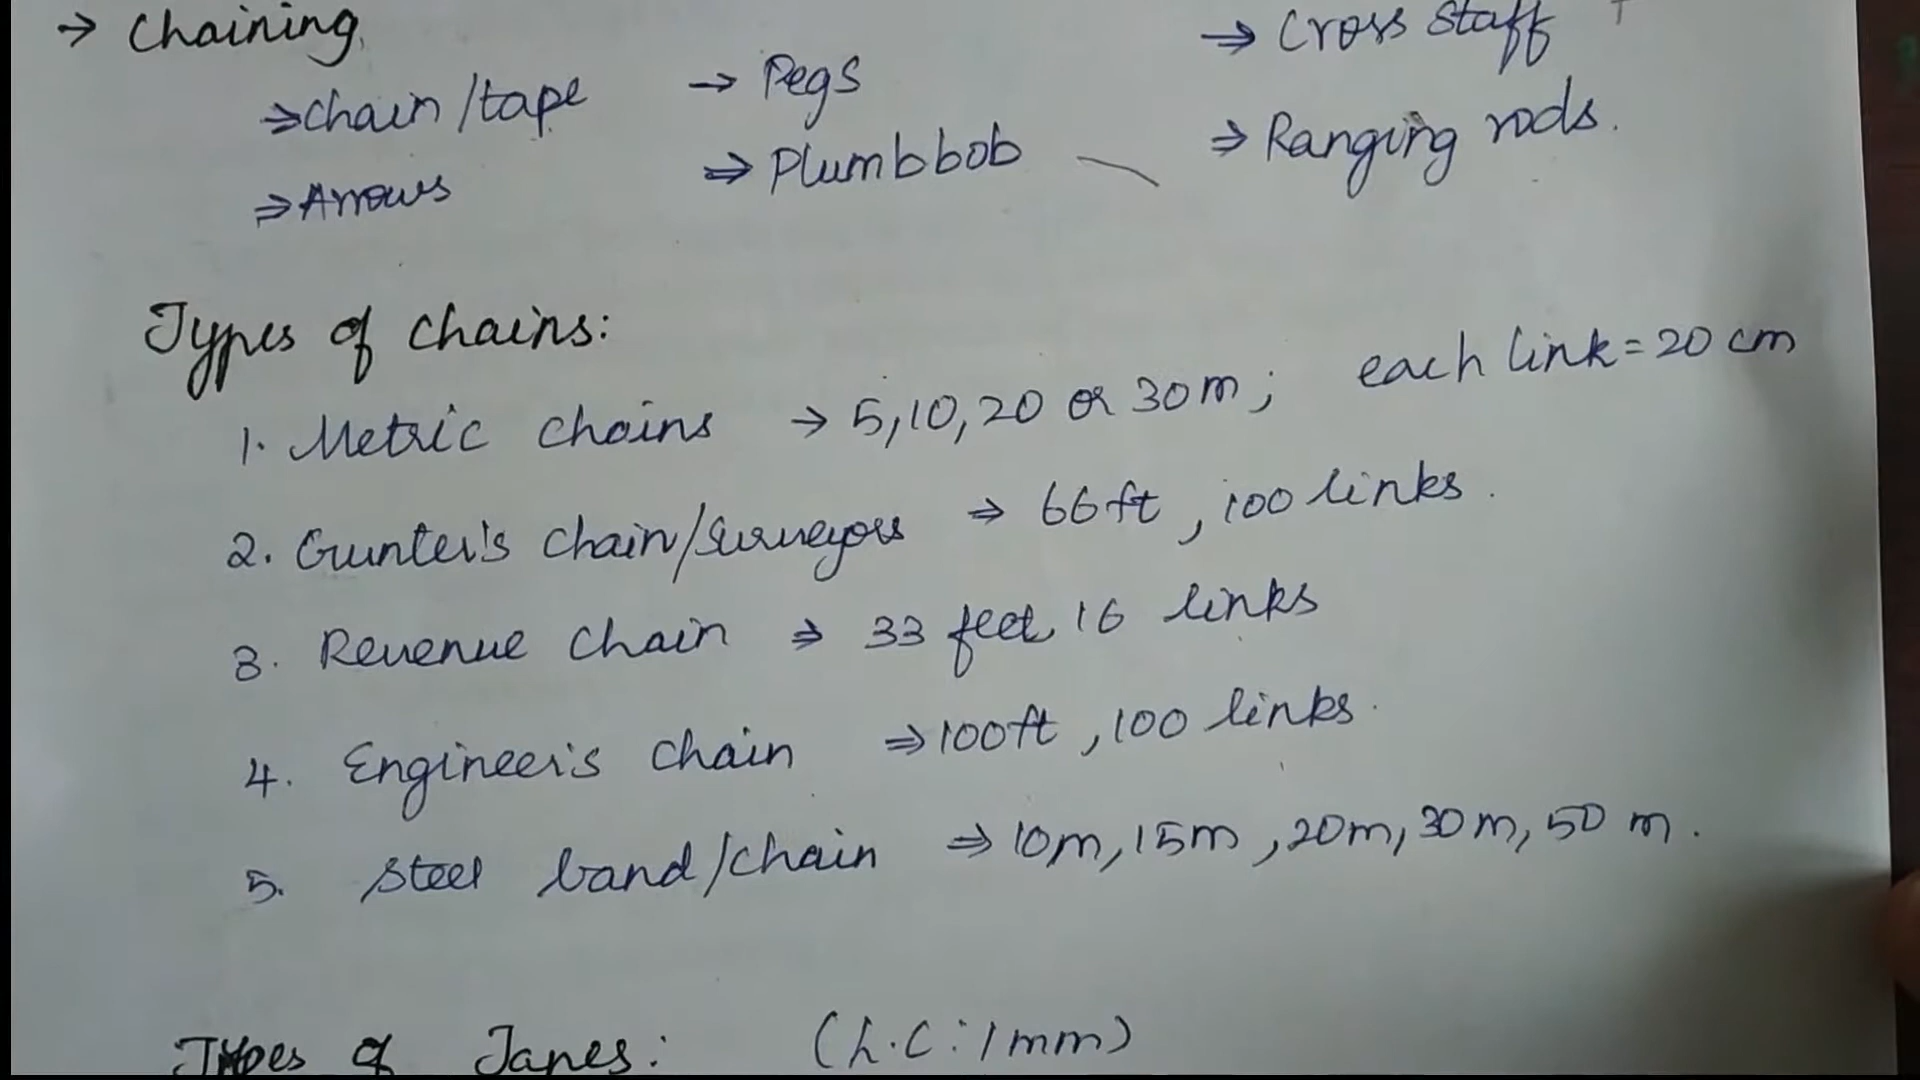 → Chaining
⇒ Chain/tape → Pegs ⇒ Cross staff
⇒ Arrows ⇒ Plumb bob ⇒ Ranging rods.
Types of chains:
1. Metric chains → 5,10,20 or 30m; each link = 20 cm
2. Gunter's chain/surveyors ⇒ 66ft, 100 links.
3. Revenue chain ⇒ 33 feet, 16 links
4. Engineer's chain ⇒ 100ft, 100 links.
5. Steel band/chain ⇒ 10m, 15m, 20m, 30m, 50 m.
Types of Tapes: (L.C : 1mm)